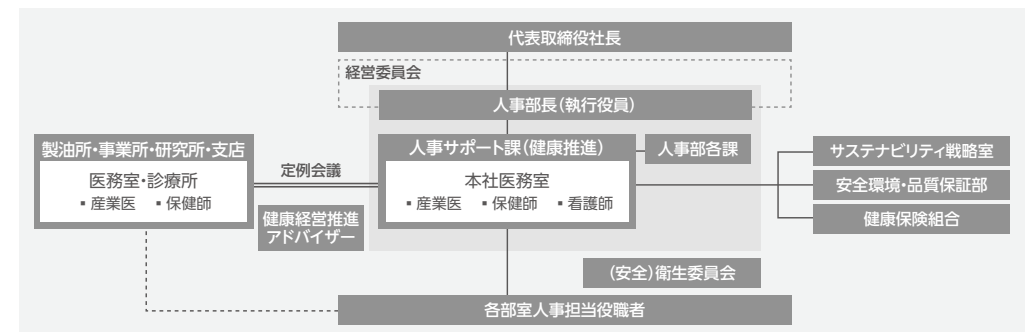 代表取締役社長
経営委員会
人事部長(執行役員)
製油所・事業所・研究所・支店
人事サポート課(健康推進)
人事部各課
サステナビリティ戦略室
医務室・診療所
▪産業医 ▪保健師
定例会議
本社医務室
▪産業医 ▪保健師 ▪看護師
安全環境・品質保証部
健康経営推進
アドバイザー
健康保険組合
(安全)衛生委員会
各部室人事担当役職者